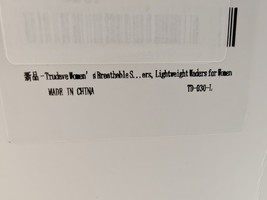 新品 - Trudave Women's Breathable S...ers, Lightweight Waders for Women
MADE IN CHINA TD-030-L